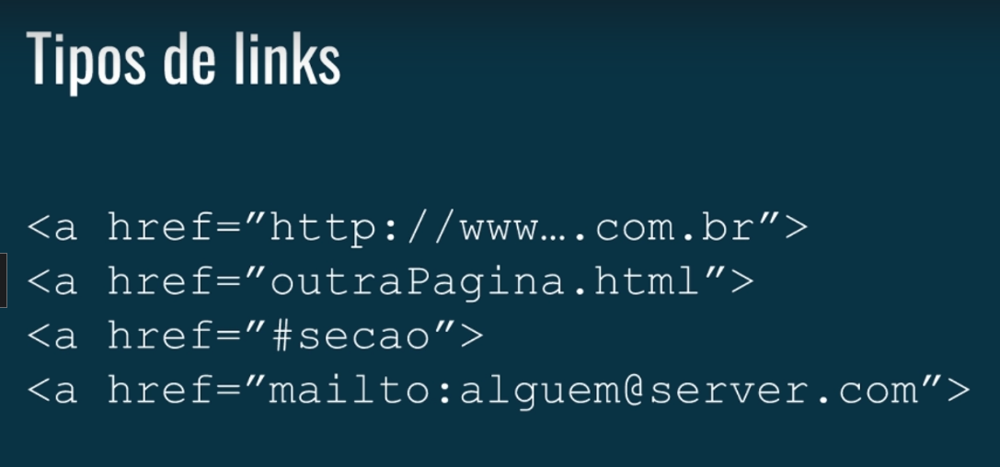 Tipos de links
<a href=”http://www….com.br”>
<a href=”outraPagina.html”>
<a href=”#secao”>
<a href=”mailto:alguem@server.com”>